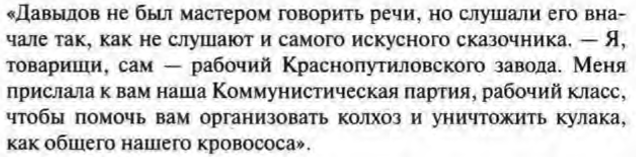 «Давыдов не был мастером говорить речи, но слушали его вна-
чале так, как не слушают и самого искусного сказочника. — Я,
товарищи, сам — рабочий Краснопутиловского завода. Меня
прислала к вам наша Коммунистическая партия, рабочий класс,
чтобы помочь вам организовать колхоз и уничтожить кулака,
как общего нашего кровососа».